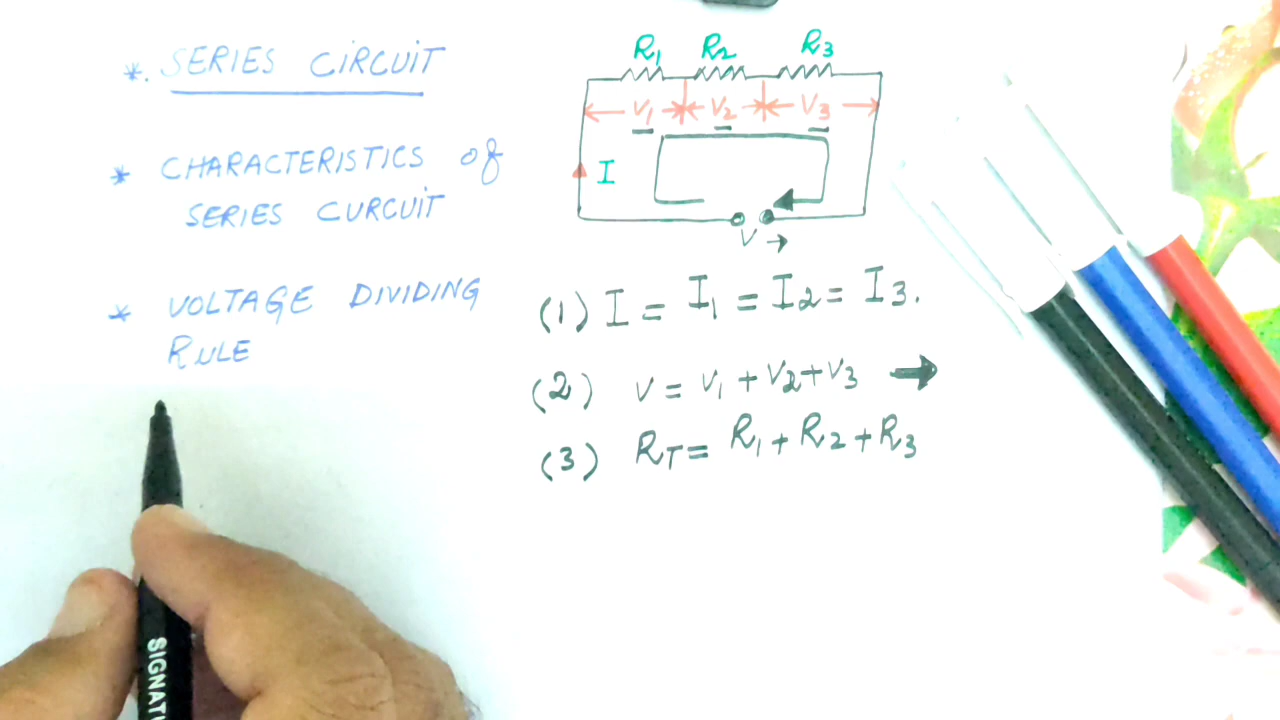 *. SERIES CIRCUIT
* CHARACTERISTICS of
SERIES CURCUIT
* VOLTAGE DIVIDING
RULE
R1 R2 R3
V1 V2 V3
I
V →
(1) I = I1 = I2 = I3.
(2) V = V1 + V2 + V3 →
(3) RT = R1 + R2 + R3
SIGNATU